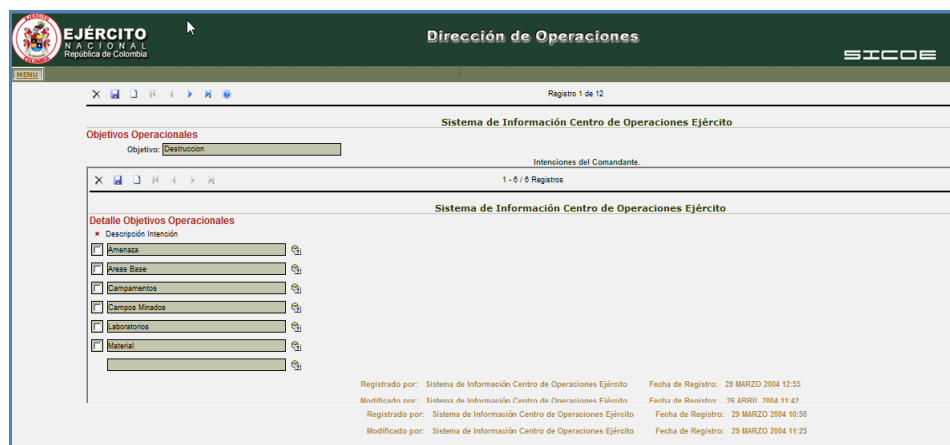 EJÉRCITO
NACIONAL
República de Colombia
Dirección de Operaciones
SICOE
MENU
Registro 1 de 12
Sistema de Información Centro de Operaciones Ejército
Objetivos Operacionales
Objetivo: Destruccion
Intenciones del Comandante.
1 - 6 / 6 Registros
Sistema de Información Centro de Operaciones Ejército
Detalle Objetivos Operacionales
Descripción Intención
Amenaza
Areas Base
Campamentos
Campos Minados
Laboratorios
Material
Registrado por: Sistema de Información Centro de Operaciones Ejército Fecha de Registro: 29 MARZO 2004 12:55
Modificado por: Sistema de Información Centro de Operaciones Ejército Fecha de Registro: 26 ABRIL 2004 11:42
Registrado por: Sistema de Información Centro de Operaciones Ejército Fecha de Registro: 29 MARZO 2004 10:50
Modificado por: Sistema de Información Centro de Operaciones Ejército Fecha de Registro: 29 MARZO 2004 11:25